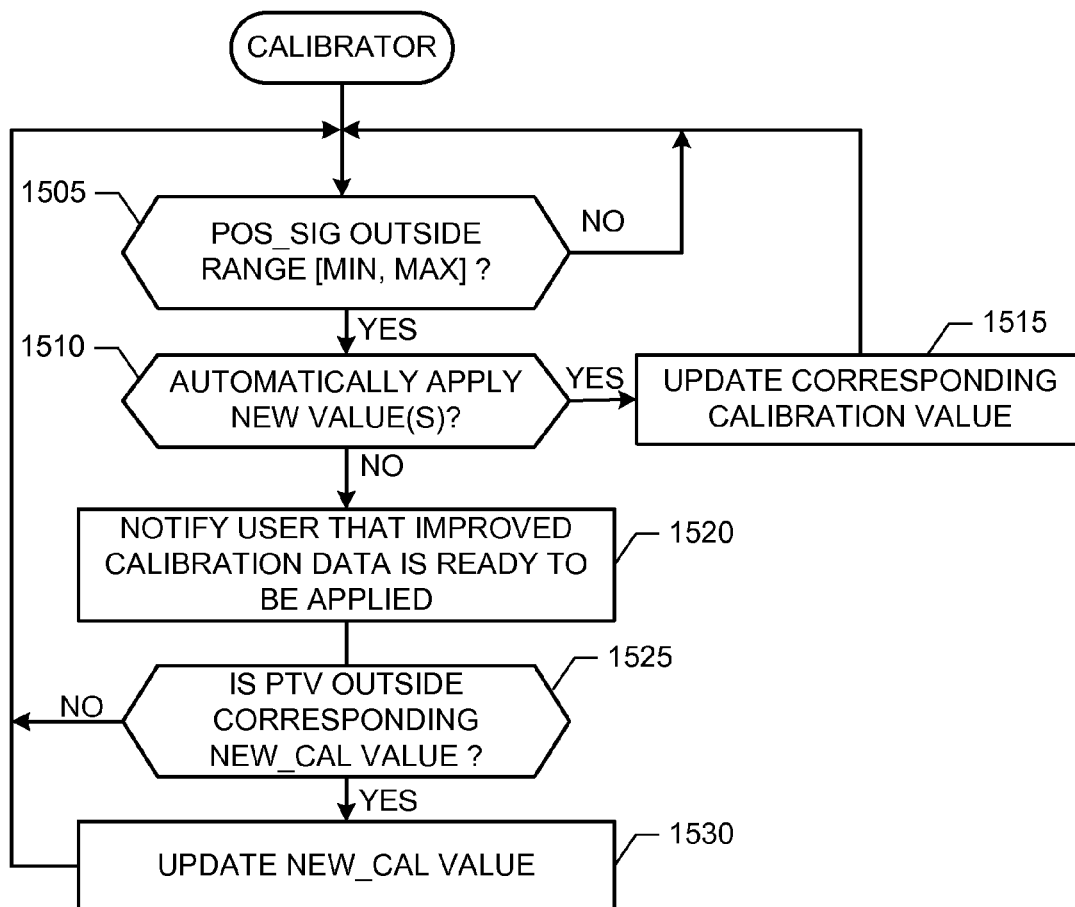 CALIBRATOR
1505
POS_SIG OUTSIDE
RANGE [MIN, MAX] ?
NO
YES
1510
AUTOMATICALLY APPLY
NEW VALUE(S)?
YES
1515
UPDATE CORRESPONDING
CALIBRATION VALUE
NO
NOTIFY USER THAT IMPROVED
CALIBRATION DATA IS READY TO
BE APPLIED
1520
1525
IS PTV OUTSIDE
CORRESPONDING
NEW_CAL VALUE ?
NO
YES
UPDATE NEW_CAL VALUE
1530